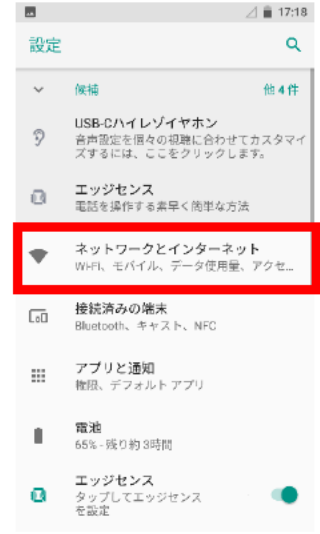 17:18
設定
候補 他 4 件
USB-Cハイレゾイヤホン
音声設定を個々の視聴に合わせてカスタマイ
ズするには、ここをクリックします。
エッジセンス
電話を操作する素早く簡単な方法
ネットワークとインターネット
Wi-Fi、モバイル、データ使用量、アクセ...
接続済みの端末
Bluetooth、キャスト、NFC
アプリと通知
権限、デフォルト アプリ
電池
65% - 残り約 3時間
エッジセンス
タップしてエッジセンス
を設定